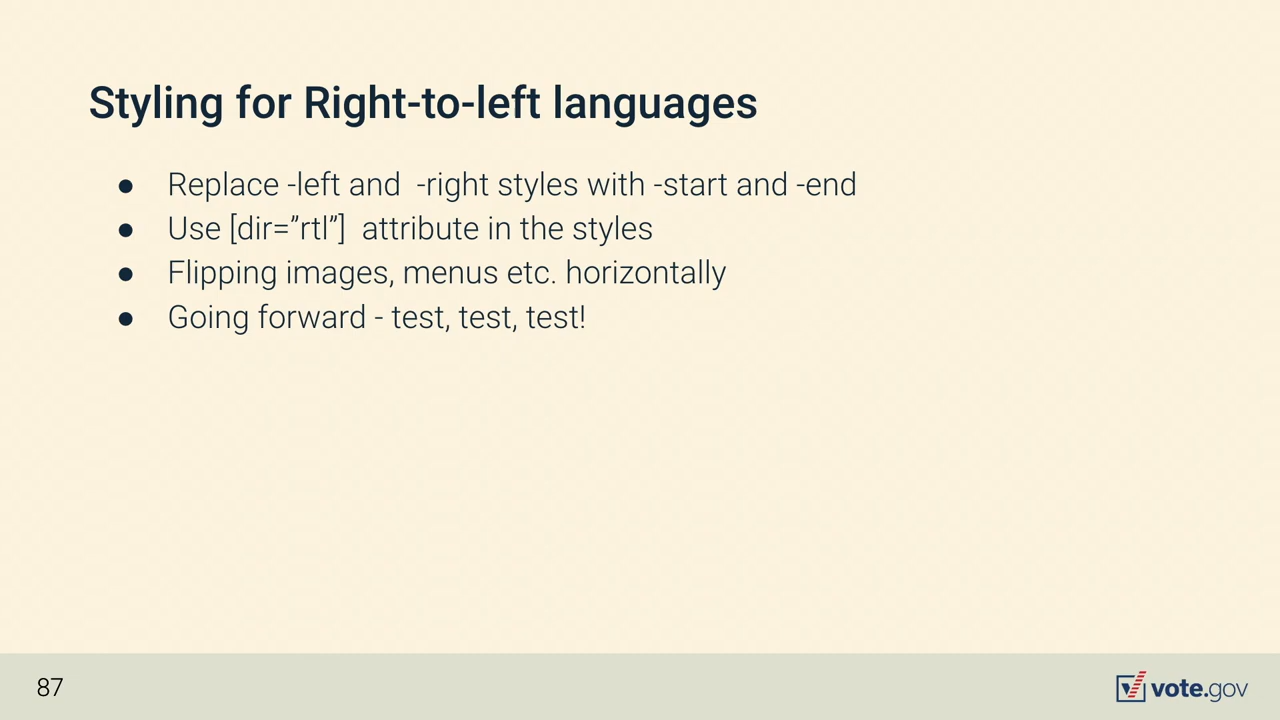 Styling for Right-to-left languages
● Replace -left and  -right styles with -start and -end
● Use [dir=”rtl”]  attribute in the styles
● Flipping images, menus etc. horizontally
● Going forward - test, test, test!
87
vote.gov